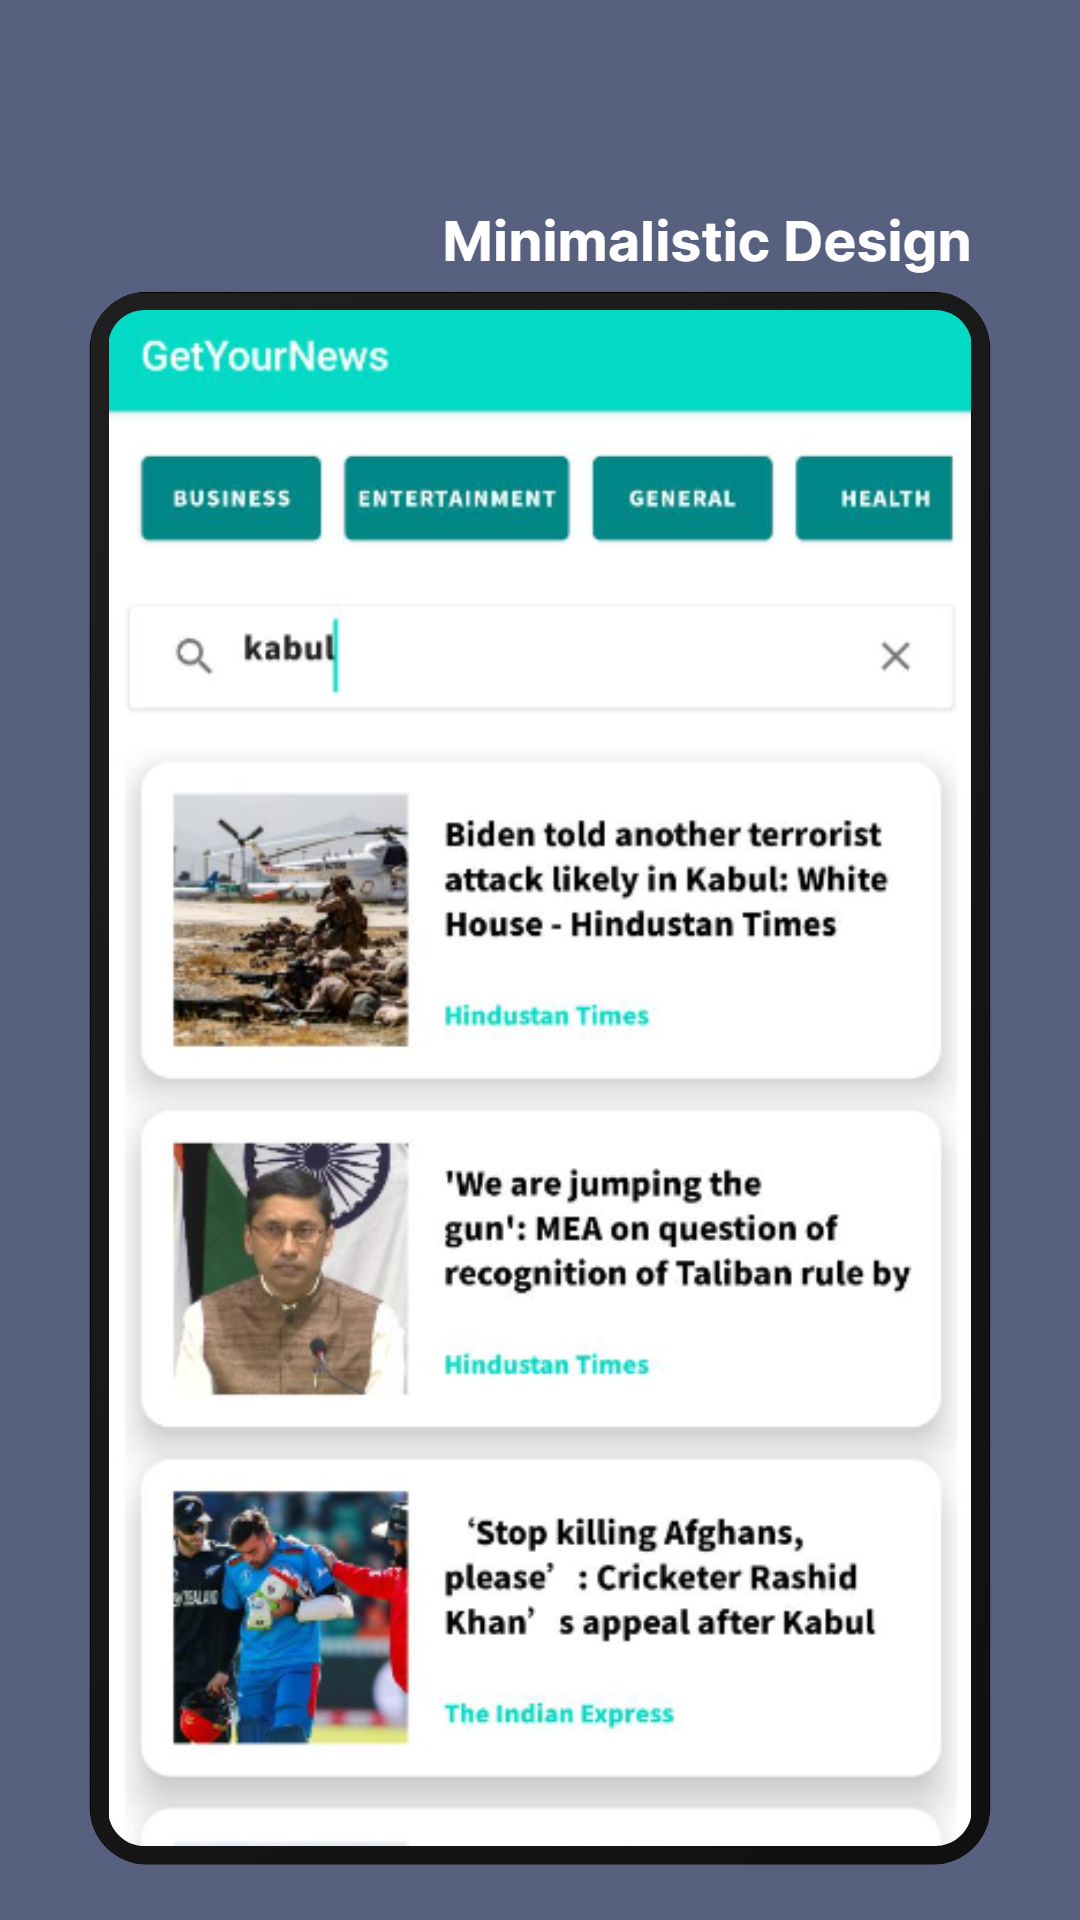 Minimalistic Design
GetYourNews
BUSINESS ENTERTAINMENT GENERAL HEALTH
kabul
Biden told another terrorist
attack likely in Kabul: White
House - Hindustan Times
Hindustan Times
'We are jumping the
gun': MEA on question of
recognition of Taliban rule by
Hindustan Times
‘Stop killing Afghans,
please’ : Cricketer Rashid
Khan’ s appeal after Kabul
The Indian Express